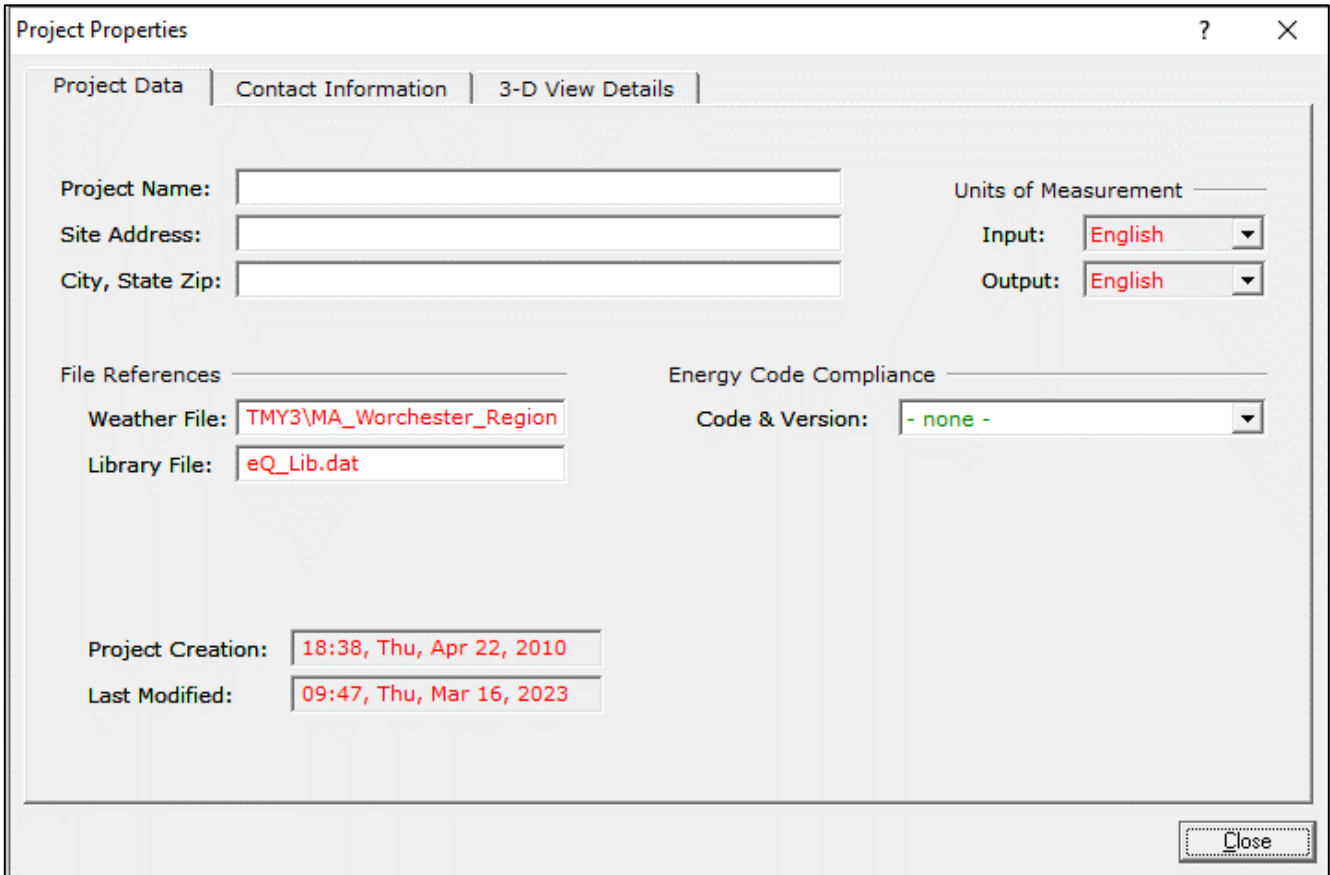 Project Properties ? X
Project Data Contact Information 3-D View Details
Project Name:
Site Address:
City, State Zip:
Units of Measurement
Input: English
Output: English
File References
Weather File: TMY3\MA_Worchester_Region
Library File: eQ_Lib.dat
Energy Code Compliance
Code & Version: - none -
Project Creation: 18:38, Thu, Apr 22, 2010
Last Modified: 09:47, Thu, Mar 16, 2023
Close